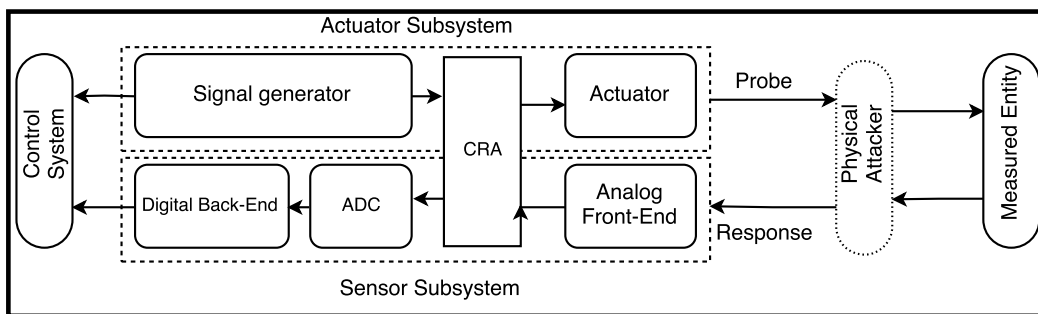 Actuator Subsystem
Control
System
Signal generator
CRA
Actuator
Probe
Physical
Attacker
Measured Entity
Digital Back-End
ADC
Analog
Front-End
Response
Sensor Subsystem